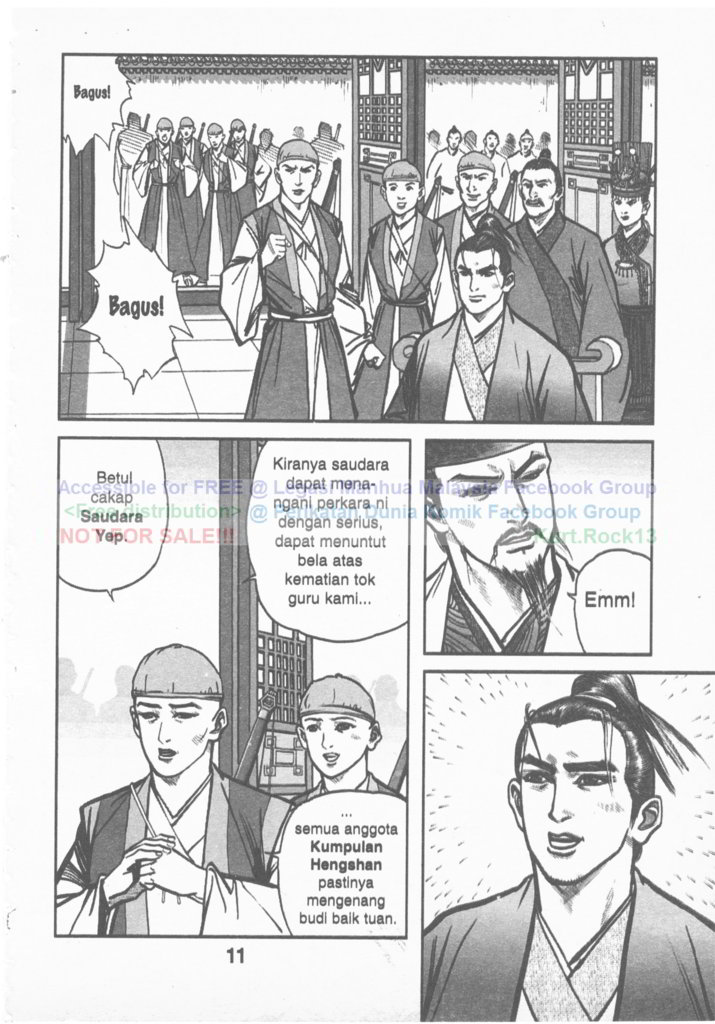 Bagus!
Bagus!
Betul
cakap
Saudara
Yep.
Kiranya saudara
dapat mena-
ngani perkara ni
dengan serius,
dapat menuntut
bela atas
kematian tok
guru kami...
...
semua anggota
Kumpulan
Hengshan
pastinya
mengenang
budi baik tuan.
Emm!
Accessible for FREE @ Legasi Manhua Malaysia Facebook Group
<Free distribution> @ Perikatan Dunia Komik Facebook Group
NOT FOR SALE!!! Kurt.Rock13
11